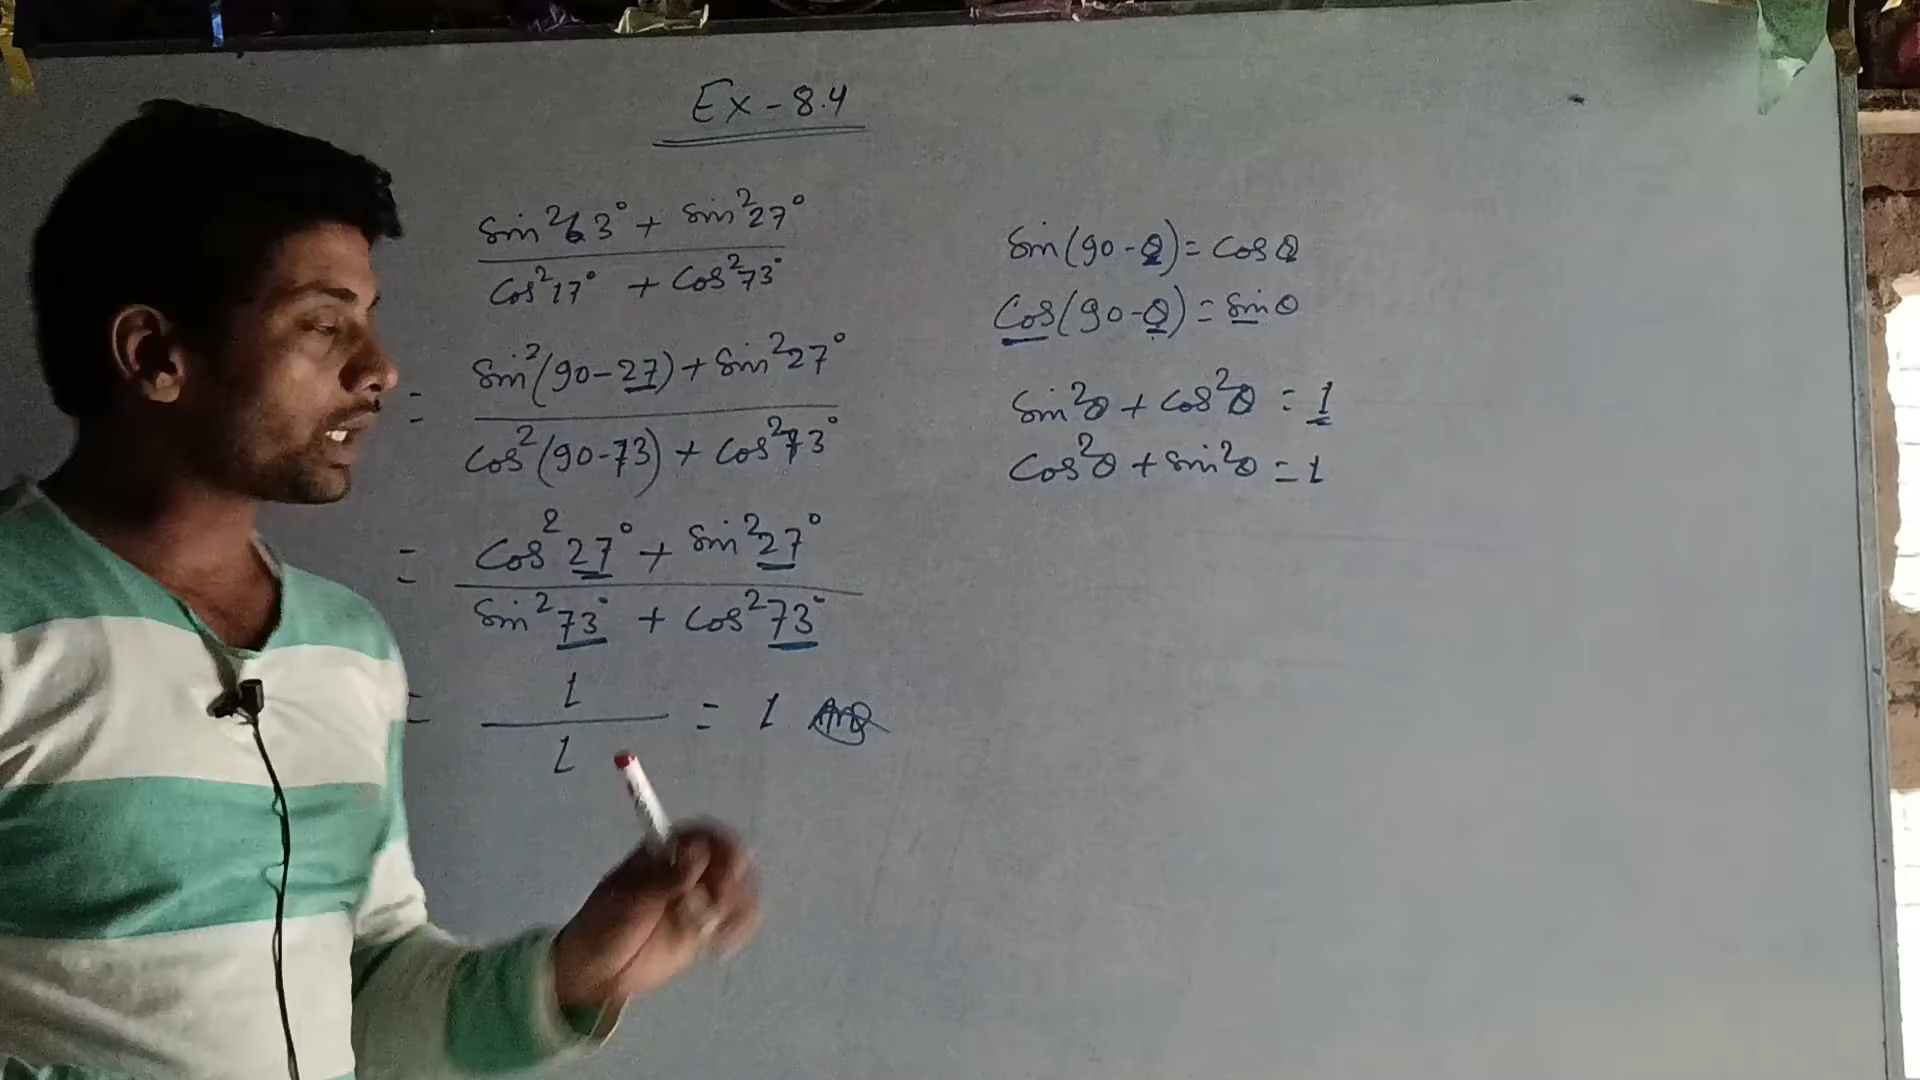 Ex - 8.4
sin²63° + sin²27°
cos²17° + cos²73°
= sin²(90-27) + sin²27°
cos²(90-73) + cos²73°
= cos²27° + sin²27°
sin²73° + cos²73°
= 1
1
= 1 Ans
sin(90-θ) = cosθ
cos(90-θ) = sinθ
sin²θ + cos²θ = 1
cos²θ + sin²θ = 1